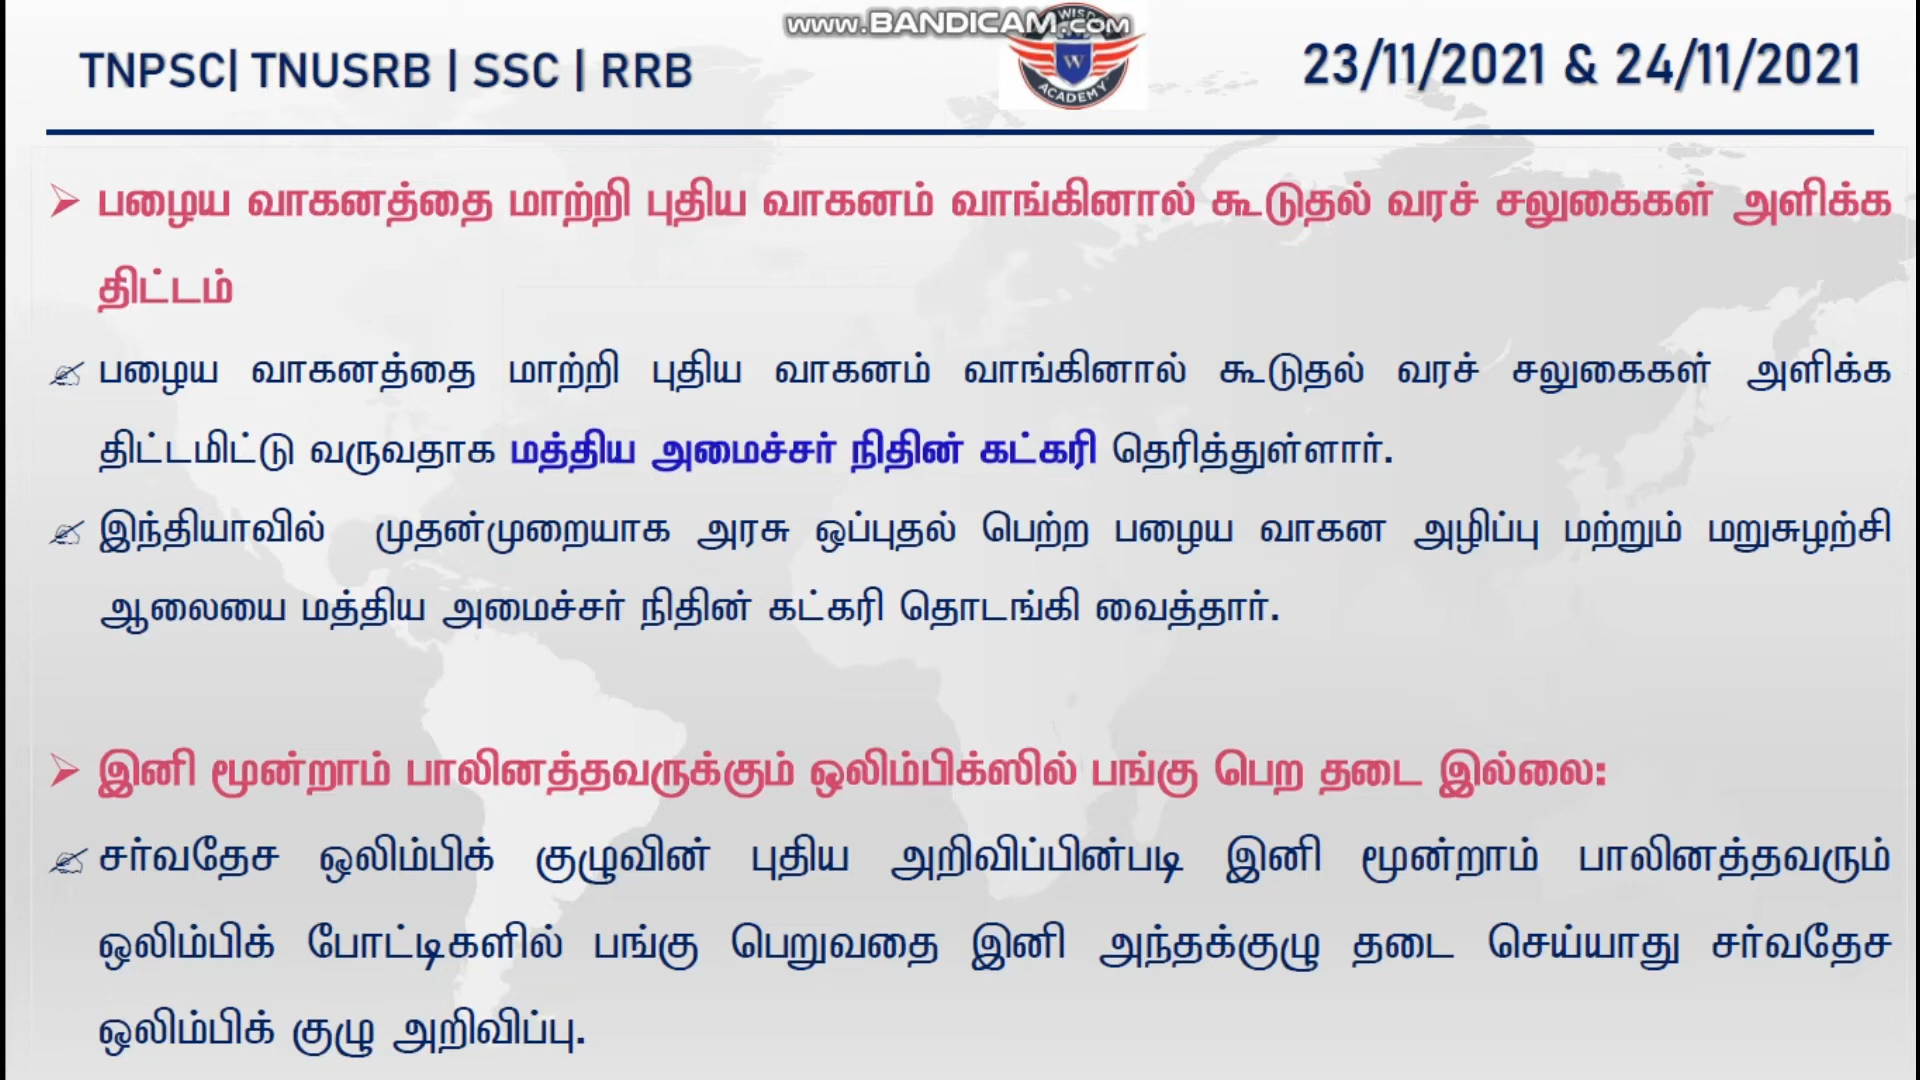 www.BANDICAM.com
TNPSC| TNUSRB | SSC | RRB
WISD
W
ACADEMY
23/11/2021 & 24/11/2021
பழைய வாகனத்தை மாற்றி புதிய வாகனம் வாங்கினால் கூடுதல் வரச் சலுகைகள் அளிக்க
திட்டம்
பழைய வாகனத்தை மாற்றி புதிய வாகனம் வாங்கினால் கூடுதல் வரச் சலுகைகள் அளிக்க
திட்டமிட்டு வருவதாக மத்திய அமைச்சர் நிதின் கட்கரி தெரித்துள்ளார்.
இந்தியாவில் முதன்முறையாக அரசு ஒப்புதல் பெற்ற பழைய வாகன அழிப்பு மற்றும் மறுசுழற்சி
ஆலையை மத்திய அமைச்சர் நிதின் கட்கரி தொடங்கி வைத்தார்.
இனி மூன்றாம் பாலினத்தவருக்கும் ஒலிம்பிக்ஸில் பங்கு பெற தடை இல்லை:
சர்வதேச ஒலிம்பிக் குழுவின் புதிய அறிவிப்பின்படி இனி மூன்றாம் பாலினத்தவரும்
ஒலிம்பிக் போட்டிகளில் பங்கு பெறுவதை இனி அந்தக்குழு தடை செய்யாது சர்வதேச
ஒலிம்பிக் குழு அறிவிப்பு.